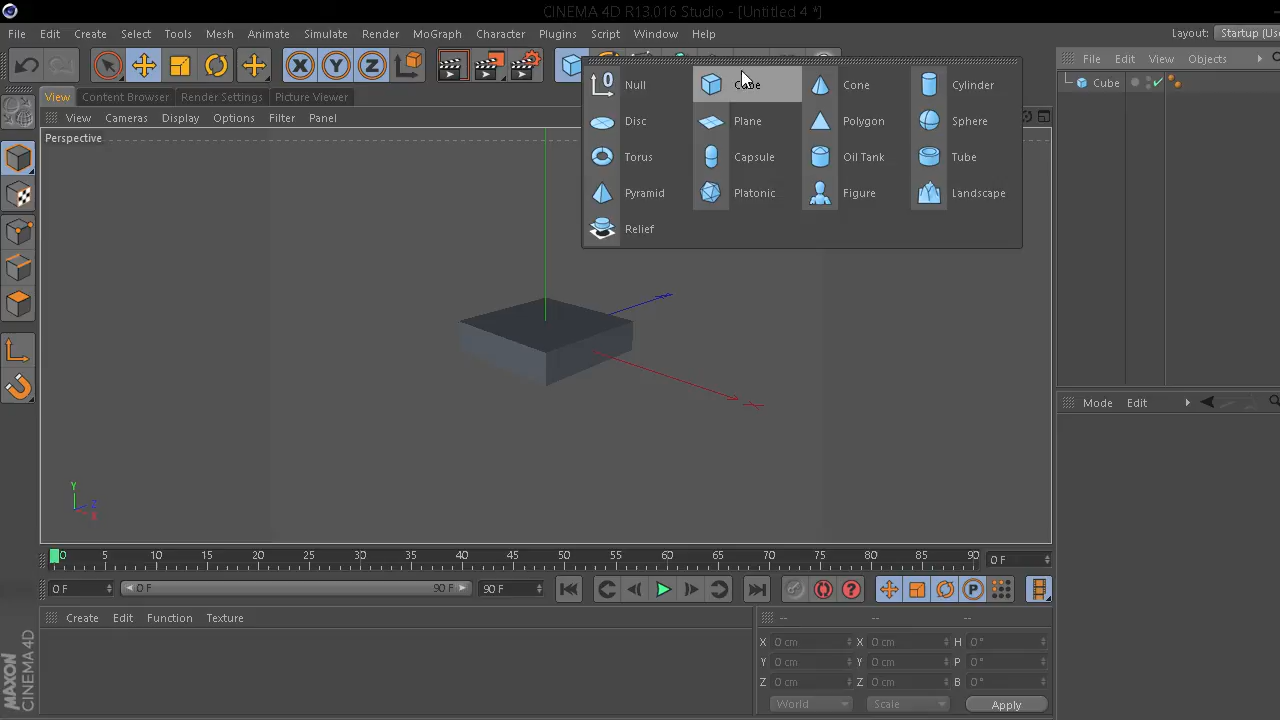 CINEMA 4D R13.016 Studio - [Untitled 4 *]
File Edit Create Select Tools Mesh Animate Simulate Render MoGraph Character Plugins Script Window Help
Layout: Startup (Us
File Edit View Objects
View Content Browser Render Settings Picture Viewer
View Cameras Display Options Filter Panel
Perspective
Null Cube Cone Cylinder
Disc Plane Polygon Sphere
Torus Capsule Oil Tank Tube
Pyramid Platonic Figure Landscape
Relief
Cube
X Y Z
Mode Edit
Y
Z
X
0 5 10 15 20 25 30 35 40 45 50 55 60 65 70 75 80 85 90 0 F
0 F 0 F 90 F 90 F
P
Create Edit Function Texture
-- -- --
X 0 cm X 0 cm H 0°
Y 0 cm Y 0 cm P 0°
Z 0 cm Z 0 cm B 0°
World Scale Apply
MAXON
CINEMA 4D